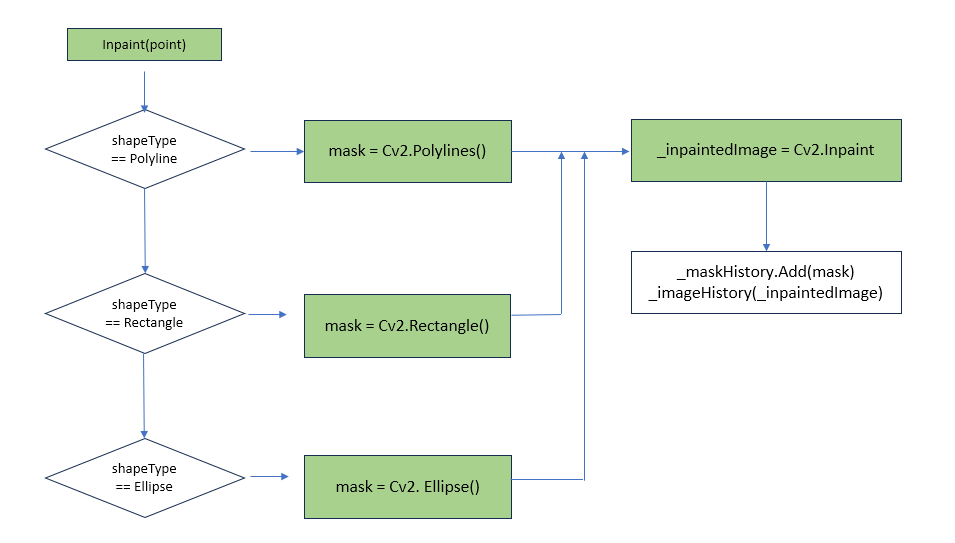 Inpaint(point)
shapeType
== Polyline
mask = Cv2.Polylines()
_inpaintedImage = Cv2.Inpaint
_maskHistory.Add(mask)
_imageHistory(_inpaintedImage)
shapeType
== Rectangle
mask = Cv2.Rectangle()
shapeType
== Ellipse
mask = Cv2. Ellipse()